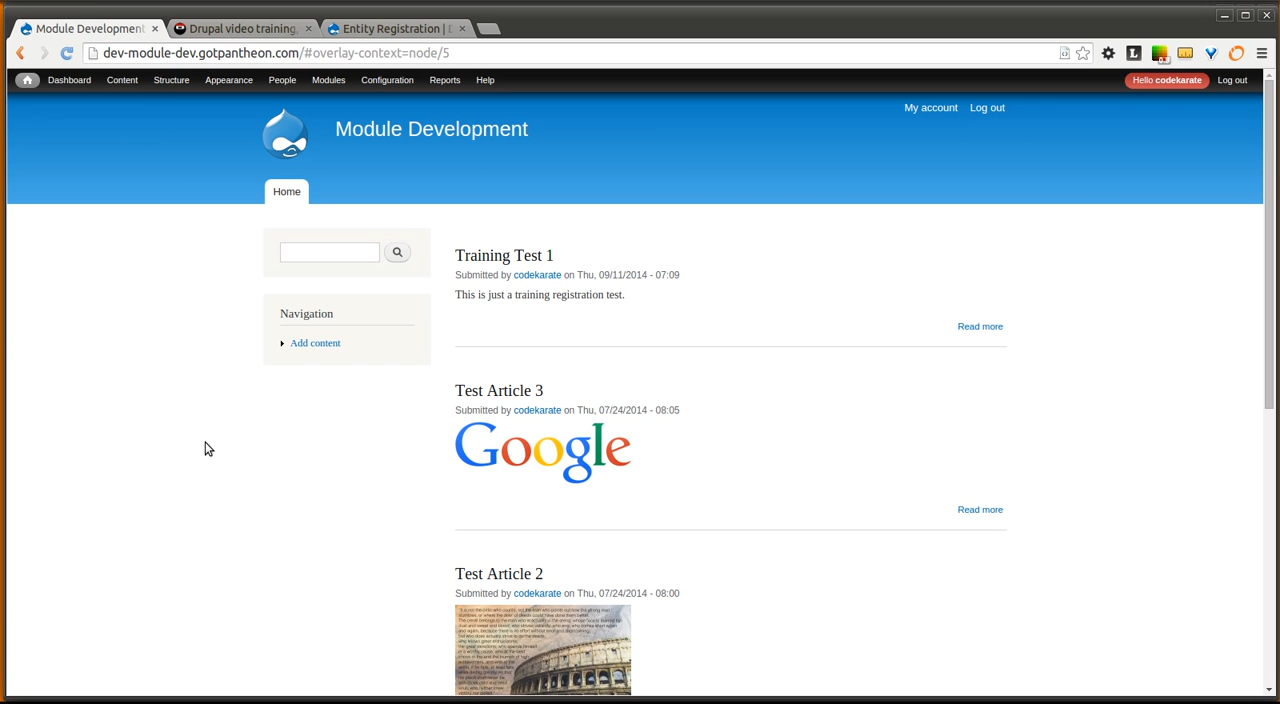 Module Development
Drupal video training,
Entity Registration | D
dev-module-dev.gotpantheon.com/#overlay-context=node/5
Dashboard Content Structure Appearance People Modules Configuration Reports Help
Hello codekarate Log out
My account Log out
Module Development
Home
Training Test 1
Submitted by codekarate on Thu, 09/11/2014 - 07:09
This is just a training registration test.
Read more
Navigation
Add content
Test Article 3
Submitted by codekarate on Thu, 07/24/2014 - 08:05
Google
Read more
Test Article 2
Submitted by codekarate on Thu, 07/24/2014 - 08:00